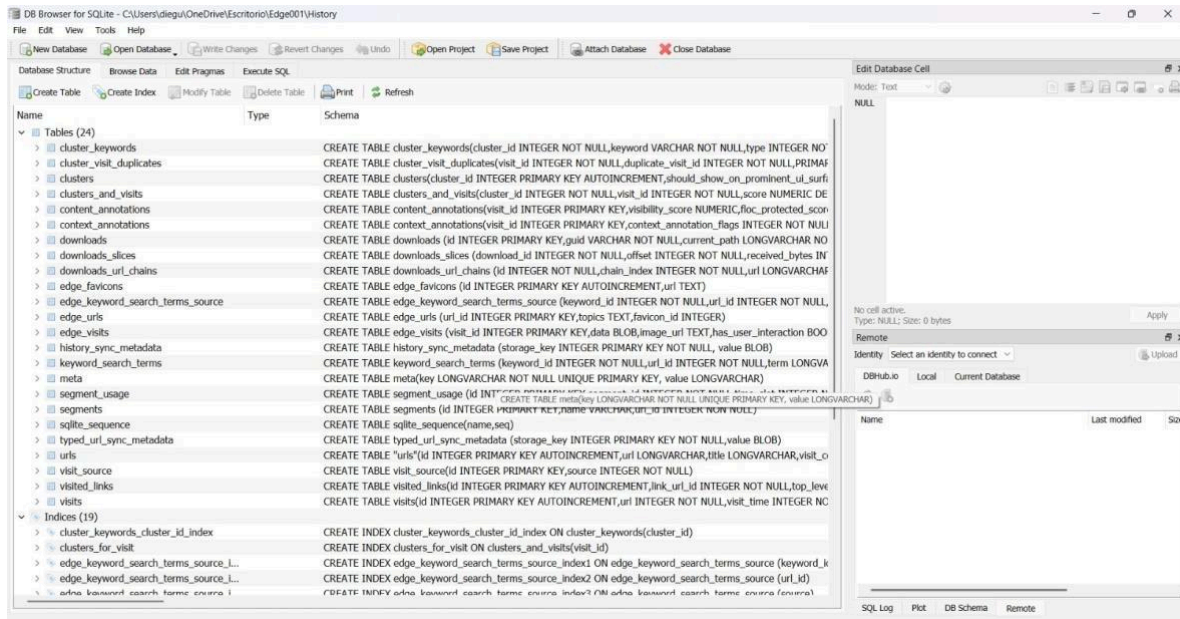 DB Browser for SQLite - C:\Users\diegu\OneDrive\Escritorio\Edge001\History
File Edit View Tools Help
New Database Open Database Write Changes Revert Changes Undo Open Project Save Project Attach Database Close Database
Database Structure Browse Data Edit Pragmas Execute SQL
Create Table Create Index Modify Table Delete Table Print Refresh
Name Type Schema
Tables (24)
cluster_keywords CREATE TABLE cluster_keywords(cluster_id INTEGER NOT NULL,keyword VARCHAR NOT NULL,type INTEGER NO
cluster_visit_duplicates CREATE TABLE cluster_visit_duplicates(visit_id INTEGER NOT NULL,duplicate_visit_id INTEGER NOT NULL,PRIMAR
clusters CREATE TABLE clusters(cluster_id INTEGER PRIMARY KEY AUTOINCREMENT,should_show_on_prominent_ui_surfa
clusters_and_visits CREATE TABLE clusters_and_visits(cluster_id INTEGER NOT NULL,visit_id INTEGER NOT NULL,score NUMERIC DE
content_annotations CREATE TABLE content_annotations(visit_id INTEGER PRIMARY KEY,visibility_score NUMERIC,floc_protected_scor
context_annotations CREATE TABLE context_annotations(visit_id INTEGER PRIMARY KEY,context_annotation_flags INTEGER NOT NUL
downloads CREATE TABLE downloads (id INTEGER PRIMARY KEY,guid VARCHAR NOT NULL,current_path LONGVARCHAR NO
downloads_slices CREATE TABLE downloads_slices (download_id INTEGER NOT NULL,offset INTEGER NOT NULL,received_bytes IN
downloads_url_chains CREATE TABLE downloads_url_chains (id INTEGER NOT NULL,chain_index INTEGER NOT NULL,url LONGVARCHAR
edge_favicons CREATE TABLE edge_favicons (id INTEGER PRIMARY KEY AUTOINCREMENT,url TEXT)
edge_keyword_search_terms_source CREATE TABLE edge_keyword_search_terms_source (keyword_id INTEGER NOT NULL,url_id INTEGER NOT NULL,
edge_urls CREATE TABLE edge_urls (url_id INTEGER PRIMARY KEY,topics TEXT,favicon_id INTEGER)
edge_visits CREATE TABLE edge_visits (visit_id INTEGER PRIMARY KEY,data BLOB,image_url TEXT,has_user_interaction BOO
history_sync_metadata CREATE TABLE history_sync_metadata (storage_key INTEGER PRIMARY KEY NOT NULL, value BLOB)
keyword_search_terms CREATE TABLE keyword_search_terms (keyword_id INTEGER NOT NULL,url_id INTEGER NOT NULL,term LONGVA
meta CREATE TABLE meta(key LONGVARCHAR NOT NULL UNIQUE PRIMARY KEY, value LONGVARCHAR)
segment_usage CREATE TABLE segment_usage (id INT
CREATE TABLE meta(key LONGVARCHAR NOT NULL UNIQUE PRIMARY KEY, value LONGVARCHAR)
segments CREATE TABLE segments (id INTEGER PRIMARY KEY,name VARCHAR,url_id INTEGER NON NULL)
sqlite_sequence CREATE TABLE sqlite_sequence(name,seq)
typed_url_sync_metadata CREATE TABLE typed_url_sync_metadata (storage_key INTEGER PRIMARY KEY NOT NULL,value BLOB)
urls CREATE TABLE "urls"(id INTEGER PRIMARY KEY AUTOINCREMENT,url LONGVARCHAR,title LONGVARCHAR,visit_c
visit_source CREATE TABLE visit_source(id INTEGER PRIMARY KEY,source INTEGER NOT NULL)
visited_links CREATE TABLE visited_links(id INTEGER PRIMARY KEY AUTOINCREMENT,link_url_id INTEGER NOT NULL,top_leve
visits CREATE TABLE visits(id INTEGER PRIMARY KEY AUTOINCREMENT,url INTEGER NOT NULL,visit_time INTEGER NO
Indices (19)
cluster_keywords_cluster_id_index CREATE INDEX cluster_keywords_cluster_id_index ON cluster_keywords(cluster_id)
clusters_for_visit CREATE INDEX clusters_for_visit ON clusters_and_visits(visit_id)
edge_keyword_search_terms_source_i... CREATE INDEX edge_keyword_search_terms_source_index1 ON edge_keyword_search_terms_source (keyword_i
edge_keyword_search_terms_source_i... CREATE INDEX edge_keyword_search_terms_source_index2 ON edge_keyword_search_terms_source (url_id)
edge_keyword_search_terms_source_i CREATE INDEX edge_keyword_search_terms_source_index3 ON edge_keyword_search_terms_source (source)
Edit Database Cell
Mode: Text
NULL
No cell active.
Type: NULL; Size: 0 bytes
Apply
Remote
Identity Select an identity to connect Upload
DBHub.io Local Current Database
Name Last modified Size
SQL Log Plot DB Schema Remote